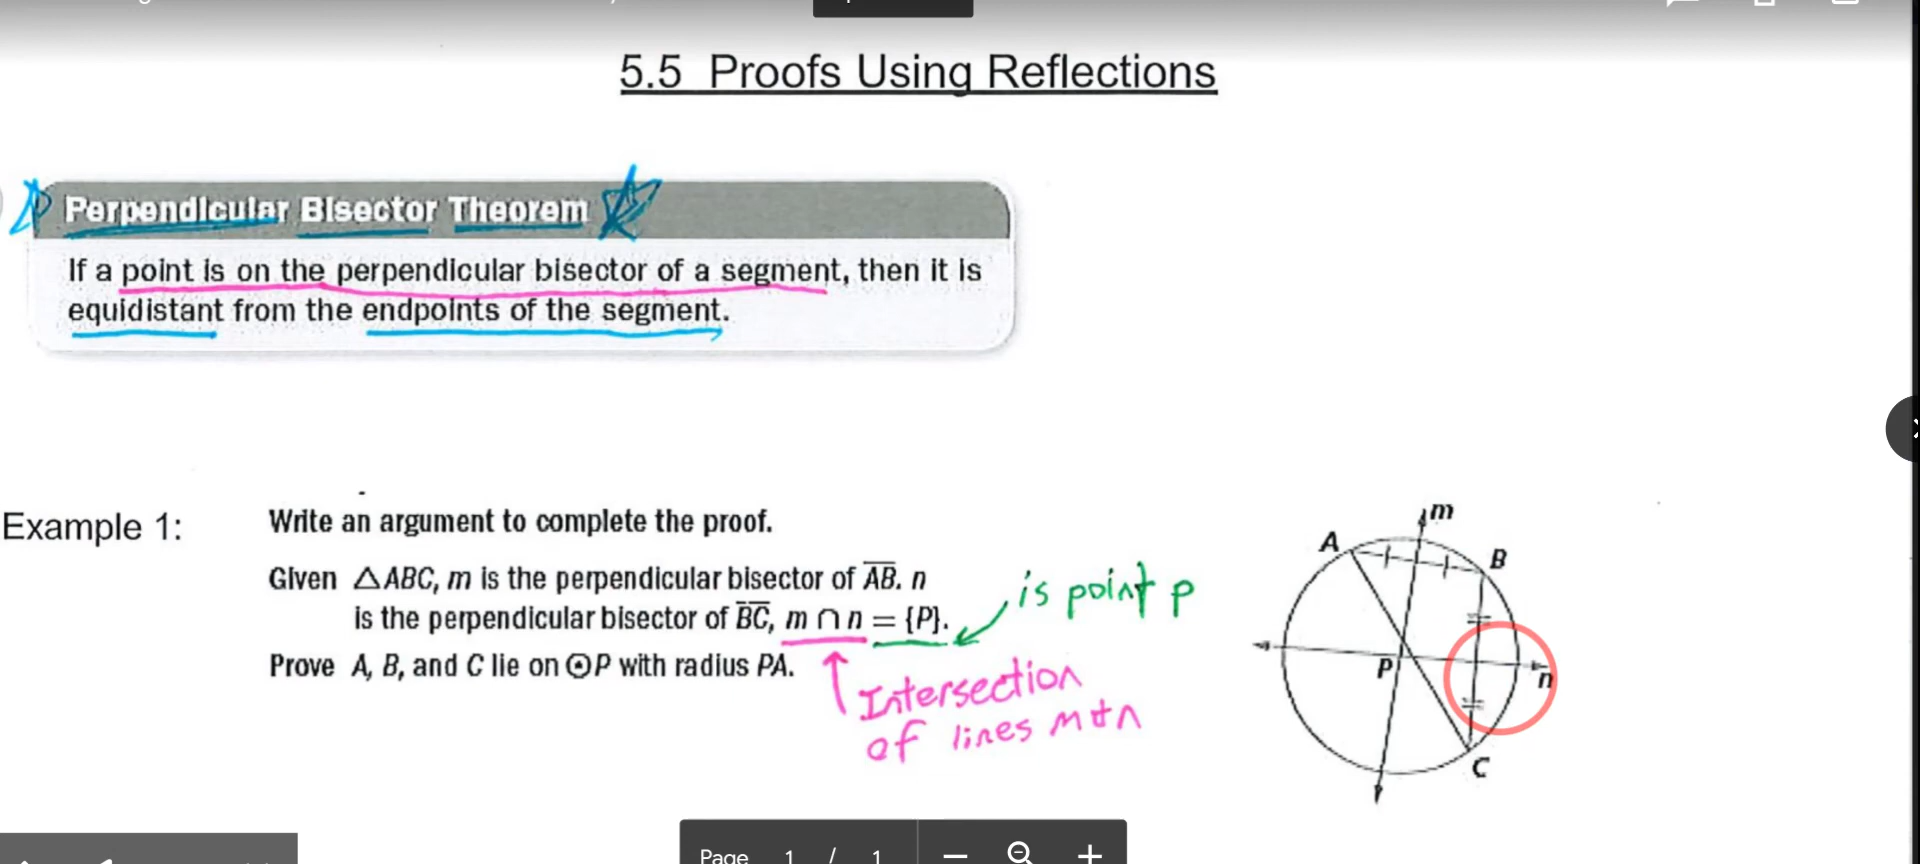 5.5 Proofs Using Reflections
Perpendicular Bisector Theorem
If a point is on the perpendicular bisector of a segment, then it is
equidistant from the endpoints of the segment.
Example 1:
Write an argument to complete the proof.
Given △ABC, m is the perpendicular bisector of A̅B̅. n
is the perpendicular bisector of B̅C̅, m ∩ n = {P}.
is point p
Prove A, B, and C lie on ⊙P with radius PA.
Intersection
of lines m+n
m
A
B
P
n
C
Page 1 / 1